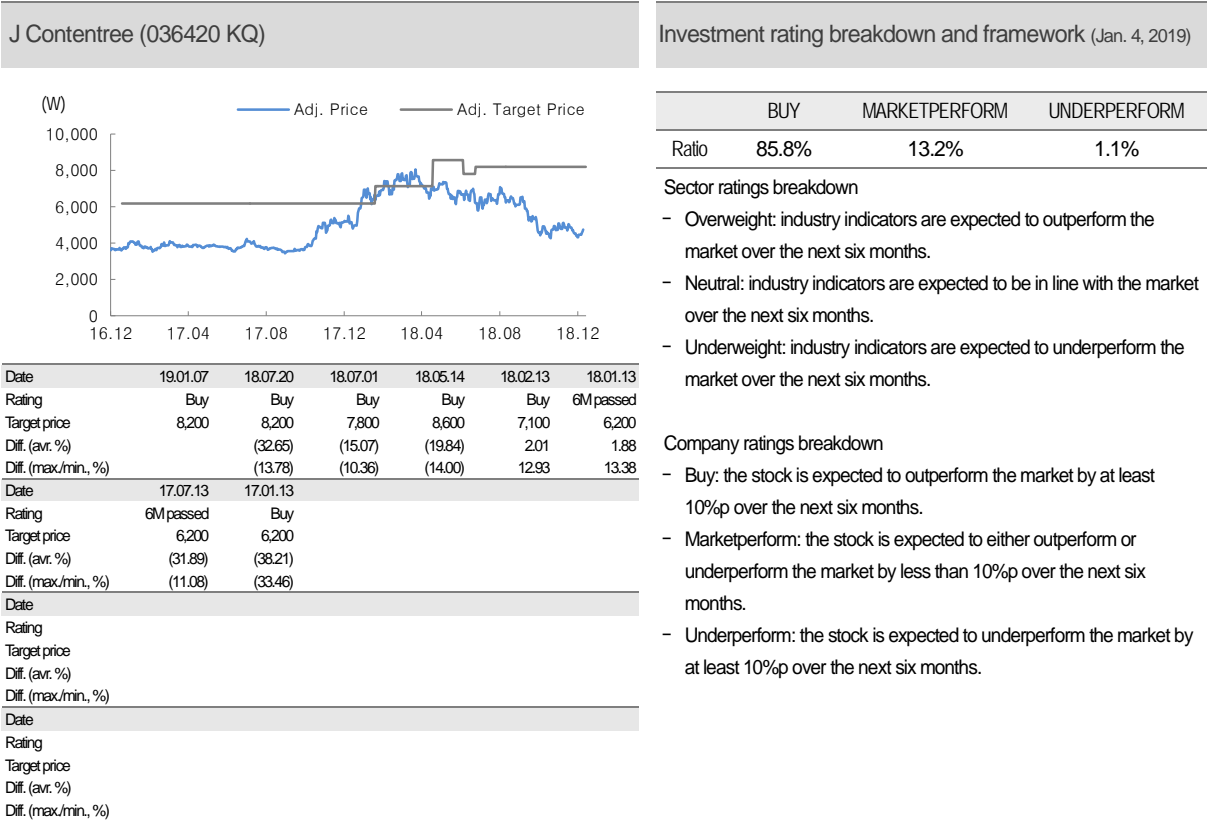 J Contentree (036420 KQ)
(W)
Adj. Price
Adj. Target Price
10,000
8,000
6,000
4,000
2,000
0
16.12 17.04 17.08 17.12 18.04 18.08 18.12
Date 19.01.07 18.07.20 18.07.01 18.05.14 18.02.13 18.01.13
Rating Buy Buy Buy Buy Buy 6M passed
Target price 8,200 8,200 7,800 8,600 7,100 6,200
Diff. (avr. %) (32.65) (15.07) (19.84) 2.01 1.88
Diff. (max./min., %) (13.78) (10.36) (14.00) 12.93 13.38
Date 17.07.13 17.01.13
Rating 6M passed Buy
Target price 6,200 6,200
Diff. (avr. %) (31.89) (38.21)
Diff. (max./min., %) (11.08) (33.46)
Date
Rating
Target price
Diff. (avr. %)
Diff. (max./min., %)
Date
Rating
Target price
Diff. (avr. %)
Diff. (max./min., %)
Investment rating breakdown and framework (Jan. 4, 2019)
BUY MARKETPERFORM UNDERPERFORM
Ratio 85.8% 13.2% 1.1%
Sector ratings breakdown
− Overweight: industry indicators are expected to outperform the
market over the next six months.
− Neutral: industry indicators are expected to be in line with the market
over the next six months.
− Underweight: industry indicators are expected to underperform the
market over the next six months.
Company ratings breakdown
− Buy: the stock is expected to outperform the market by at least
10%p over the next six months.
− Marketperform: the stock is expected to either outperform or
underperform the market by less than 10%p over the next six
months.
− Underperform: the stock is expected to underperform the market by
at least 10%p over the next six months.